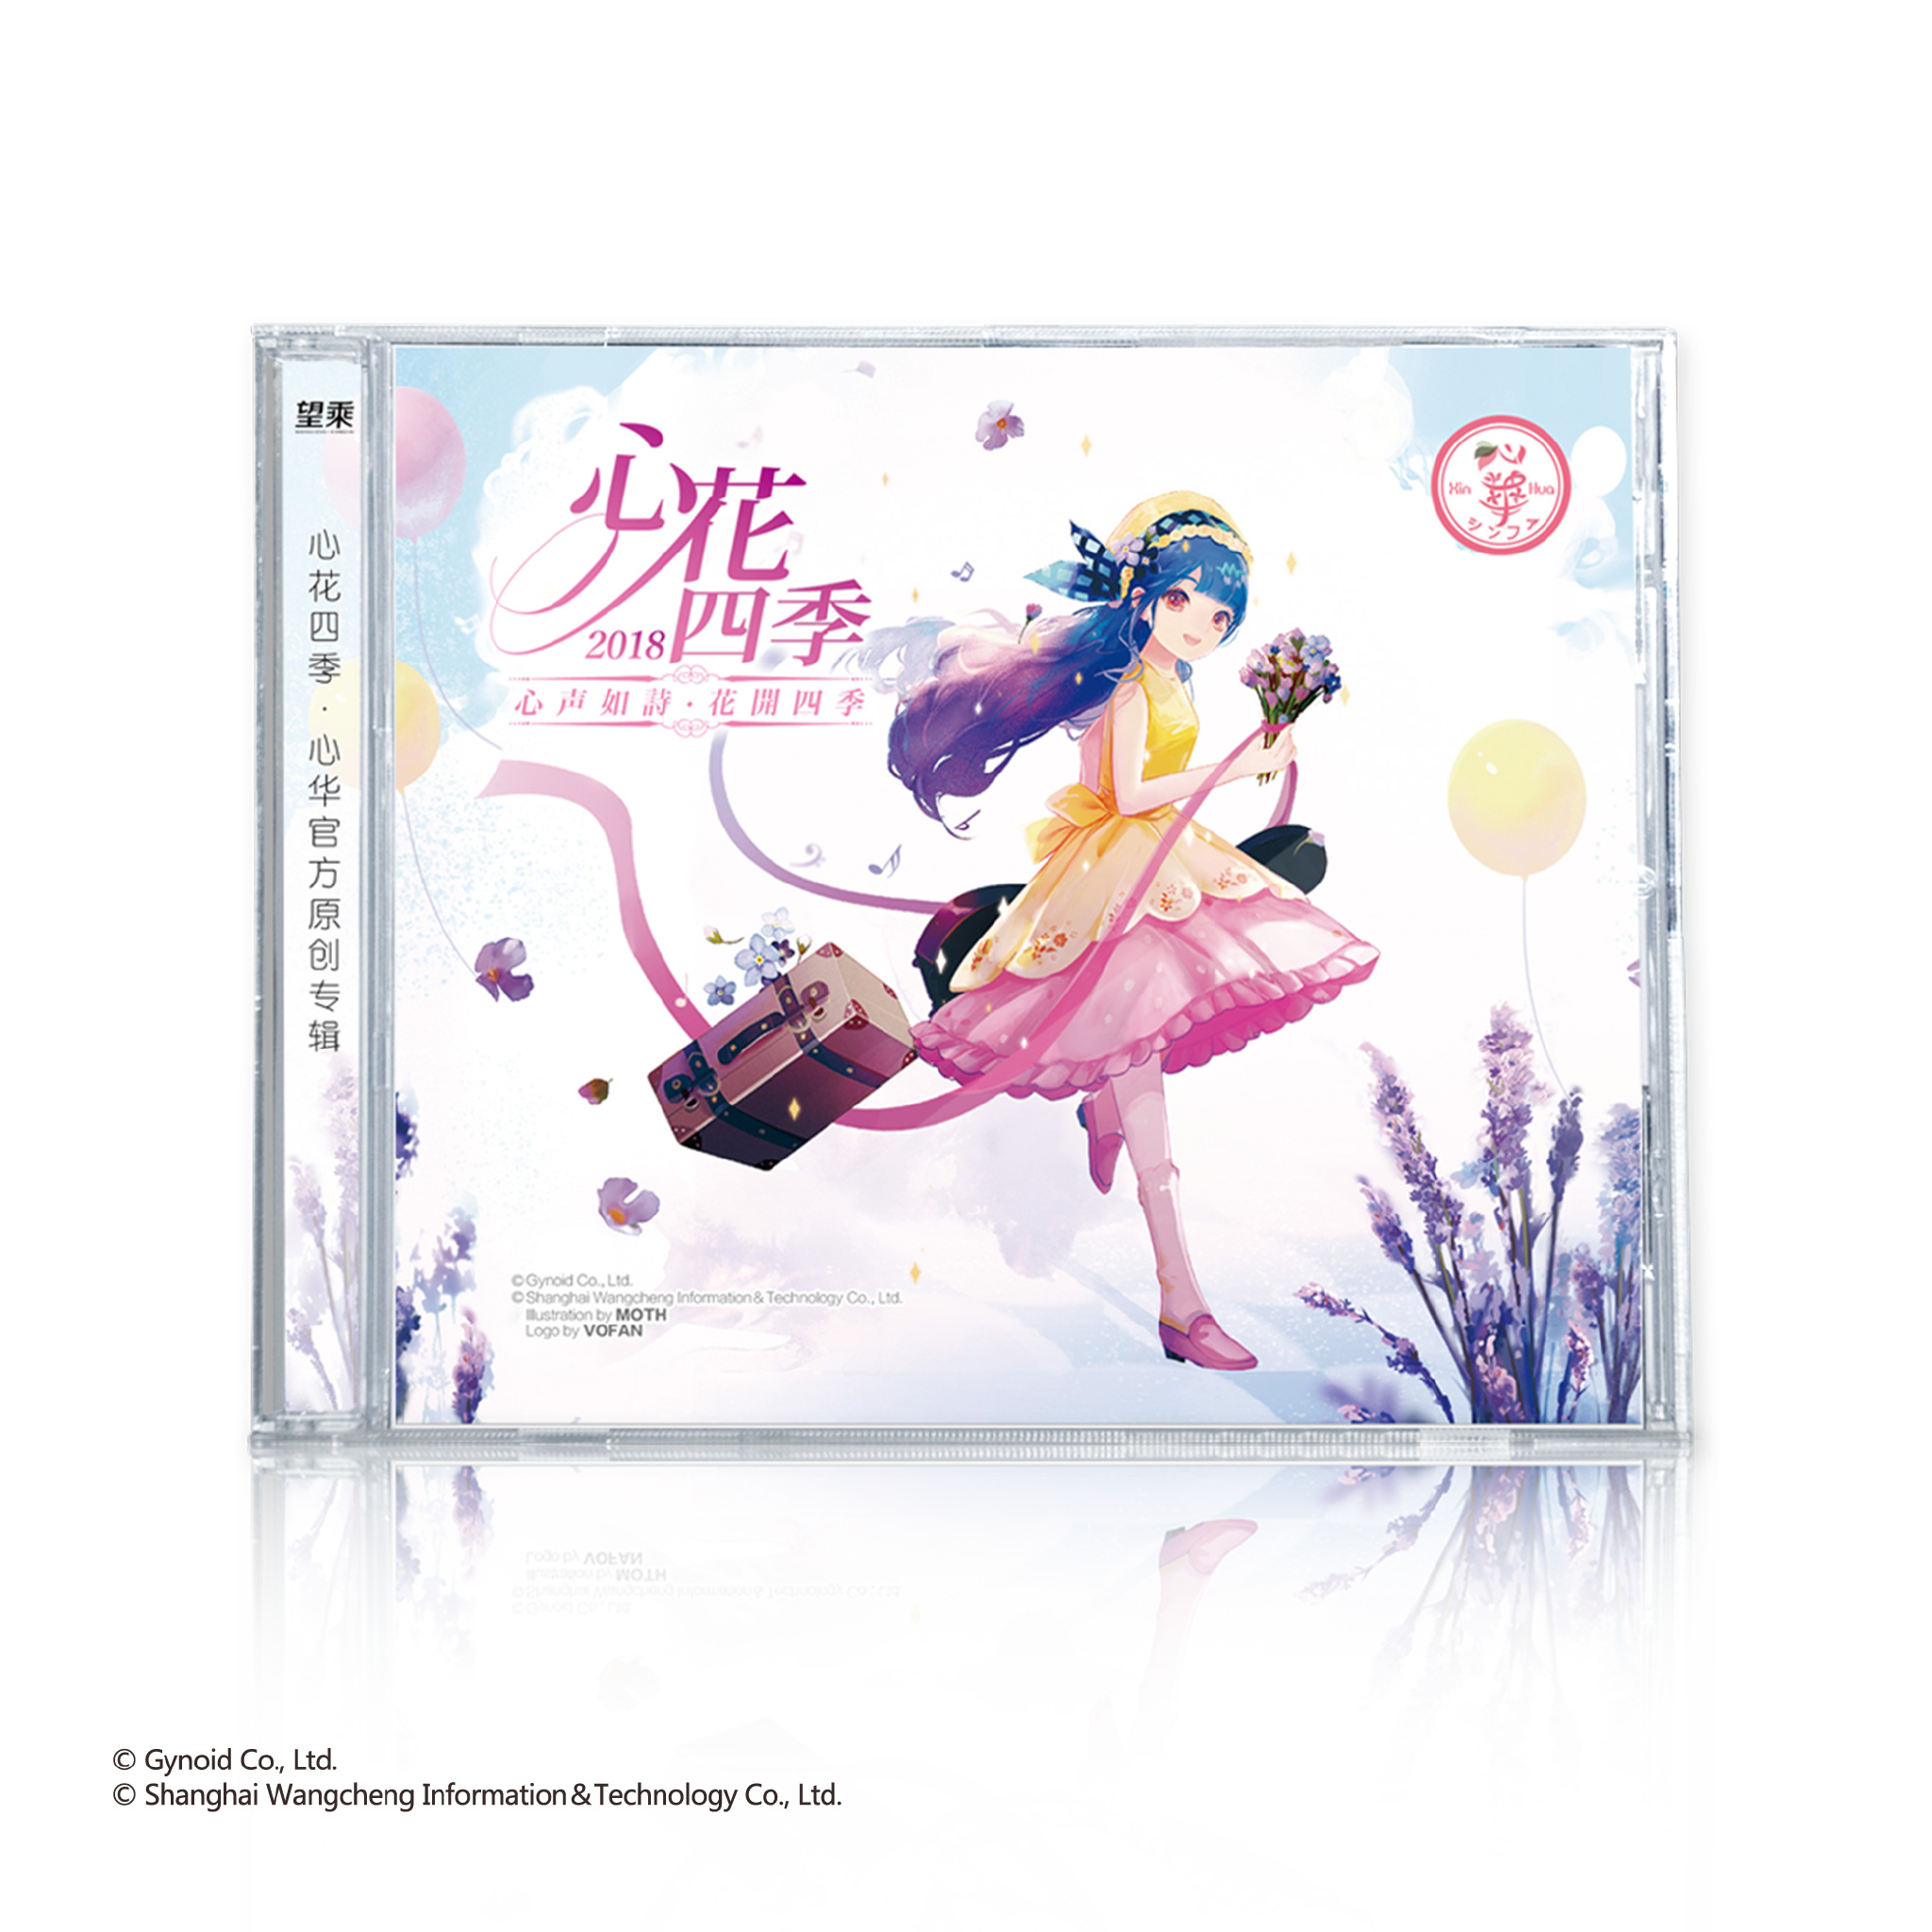 望乘
心花四季·心华官方原创专辑
心花
2018四季
心声如詩·花開四季
心華
Xin Hua
シンファ
©Gynoid Co., Ltd.
©Shanghai Wangcheng Information&Technology Co., Ltd.
Illustration by MOTH
Logo by VOFAN
© Gynoid Co., Ltd.
© Shanghai Wangcheng Information&Technology Co., Ltd.